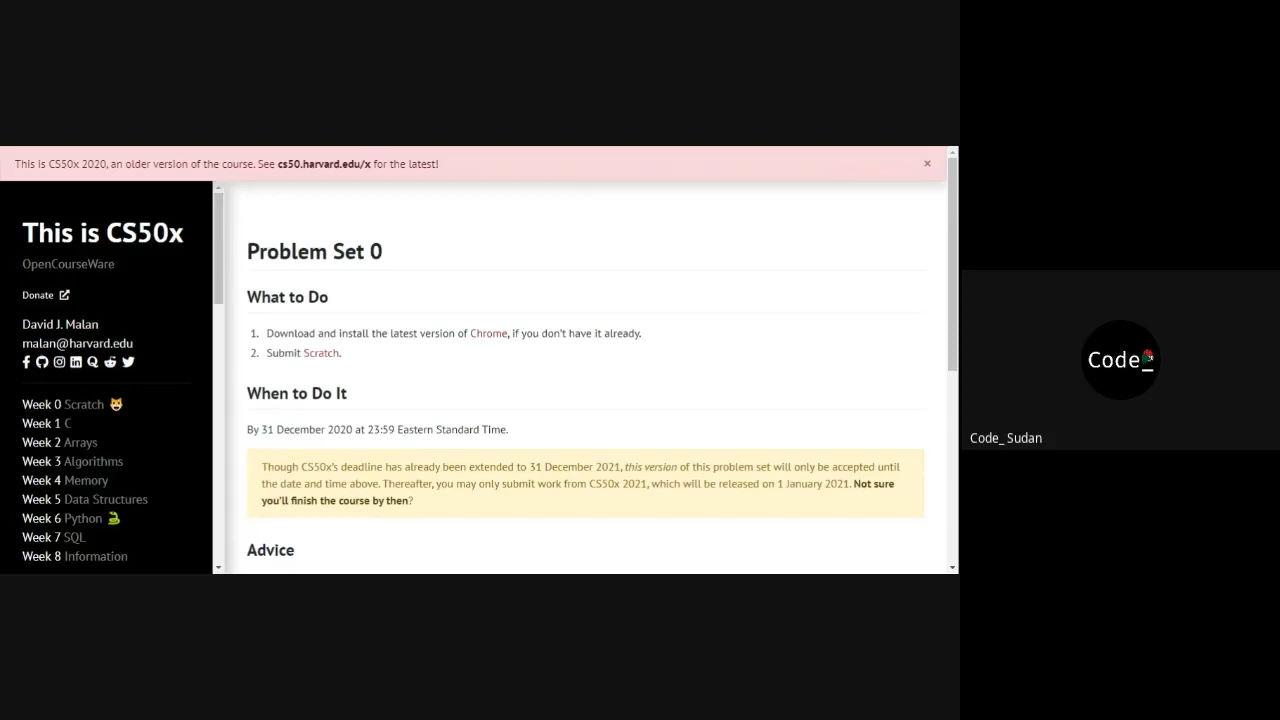 This is CS50x 2020, an older version of the course. See cs50.harvard.edu/x for the latest!
×
This is CS50x
OpenCourseWare
Donate
David J. Malan
malan@harvard.edu
Week 0 Scratch
Week 1 C
Week 2 Arrays
Week 3 Algorithms
Week 4 Memory
Week 5 Data Structures
Week 6 Python
Week 7 SQL
Week 8 Information
Problem Set 0
What to Do
1. Download and install the latest version of Chrome, if you don’t have it already.
2. Submit Scratch.
When to Do It
By 31 December 2020 at 23:59 Eastern Standard Time.
Though CS50x’s deadline has already been extended to 31 December 2021, this version of this problem set will only be accepted until
the date and time above. Thereafter, you may only submit work from CS50x 2021, which will be released on 1 January 2021. Not sure
you’ll finish the course by then?
Advice
Code_
Code_ Sudan